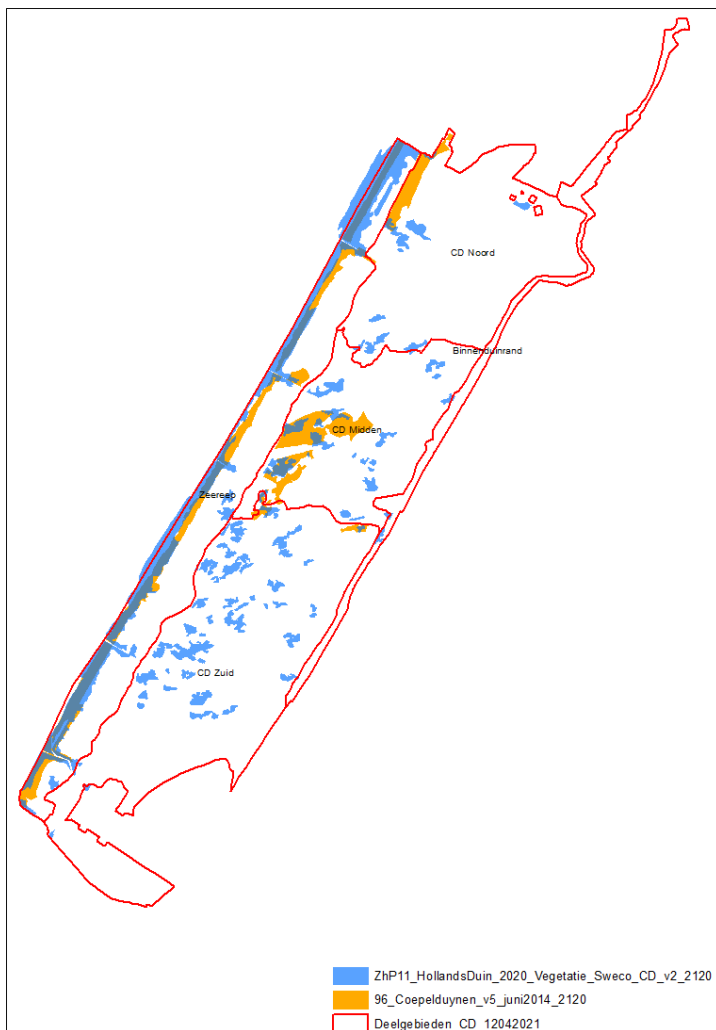 CD Noord
Binnenduinrand
CD Midden
Zeereep
CD Zuid
ZhP11_HollandsDuin_2020_Vegetatie_Sweco_CD_v2_2120
96_Coepelduynen_v5_juni2014_2120
Deelgebieden_CD_12042021